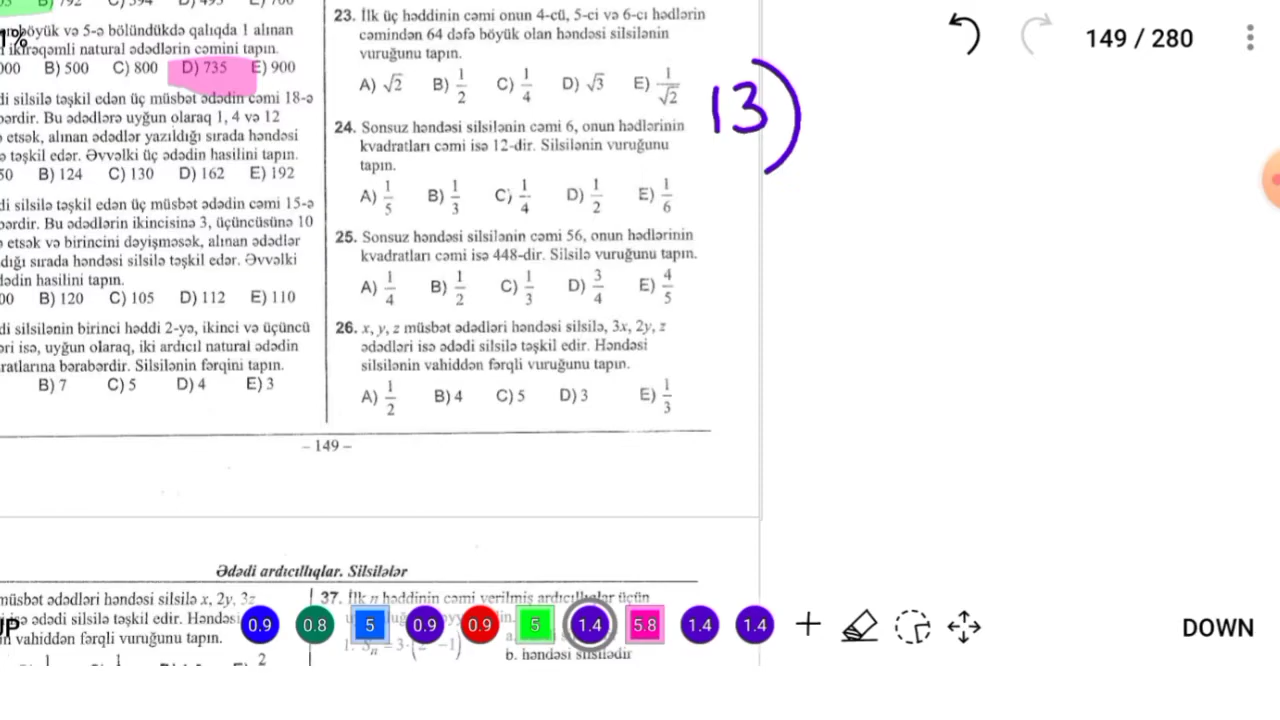 149 / 280
böyük və 5-ə bölündükdə qalıqda 1 alınan
1%
ikirəqəmli natural ədədlərin cəmini tapın.
000 B) 500 C) 800 D) 735 E) 900
di silsilə təşkil edən üç müsbət ədədin cəmi 18-ə
bərdir. Bu ədədlərə uyğun olaraq 1, 4 və 12
ə etsək, alınan ədədlər yazıldığı sırada həndəsi
ə təşkil edər. Əvvəlki üç ədədin hasilini tapın.
50 B) 124 C) 130 D) 162 E) 192
di silsilə təşkil edən üç müsbət ədədin cəmi 15-ə
bərdir. Bu ədədlərin ikincisinə 3, üçüncüsünə 10
ə etsək və birincini dəyişməsək, alınan ədədlər
dığı sırada həndəsi silsilə təşkil edər. Əvvəlki
dədin hasilini tapın.
00 B) 120 C) 105 D) 112 E) 110
di silsilənin birinci həddi 2-yə, ikinci və üçüncü
əri isə, uyğun olaraq, iki ardıcıl natural ədədin
ratlarına bərabərdir. Silsilənin fərqini tapın.
B) 7 C) 5 D) 4 E) 3
23. İlk üç həddinin cəmi onun 4-cü, 5-ci və 6-cı hədlərin
cəmindən 64 dəfə böyük olan həndəsi silsilənin
vuruğunu tapın.
A) √2 B) 1/2 C) 1/4 D) √3 E) 1/√2
24. Sonsuz həndəsi silsilənin cəmi 6, onun hədlərinin
kvadratları cəmi isə 12-dir. Silsilənin vuruğunu
tapın.
A) 1/5 B) 1/3 C) 1/4 D) 1/2 E) 1/6
25. Sonsuz həndəsi silsilənin cəmi 56, onun hədlərinin
kvadratları cəmi isə 448-dir. Silsilə vuruğunu tapın.
A) 1/4 B) 1/2 C) 1/3 D) 3/4 E) 4/5
26. x, y, z müsbət ədədləri həndəsi silsilə, 3x, 2y, z
ədədləri isə ədədi silsilə təşkil edir. Həndəsi
silsilənin vahiddən fərqli vuruğunu tapın.
A) 1/2 B) 4 C) 5 D) 3 E) 1/3
13)
– 149 –
Ədədi ardıcıllıqlar. Silsilələr
müsbət ədədləri həndəsi silsilə x, 2y, 3z
ə ədədi silsilə təşkil edir. Həndəsi
n vahiddən fərqli vuruğunu tapın.
37. İlk n həddinin cəmi verilmiş ardıcıllıqlar üçün
b. həndəsi silsilədir
UP 0.9 0.8 5 0.9 0.9 5 1.4 5.8 1.4 1.4 + DOWN